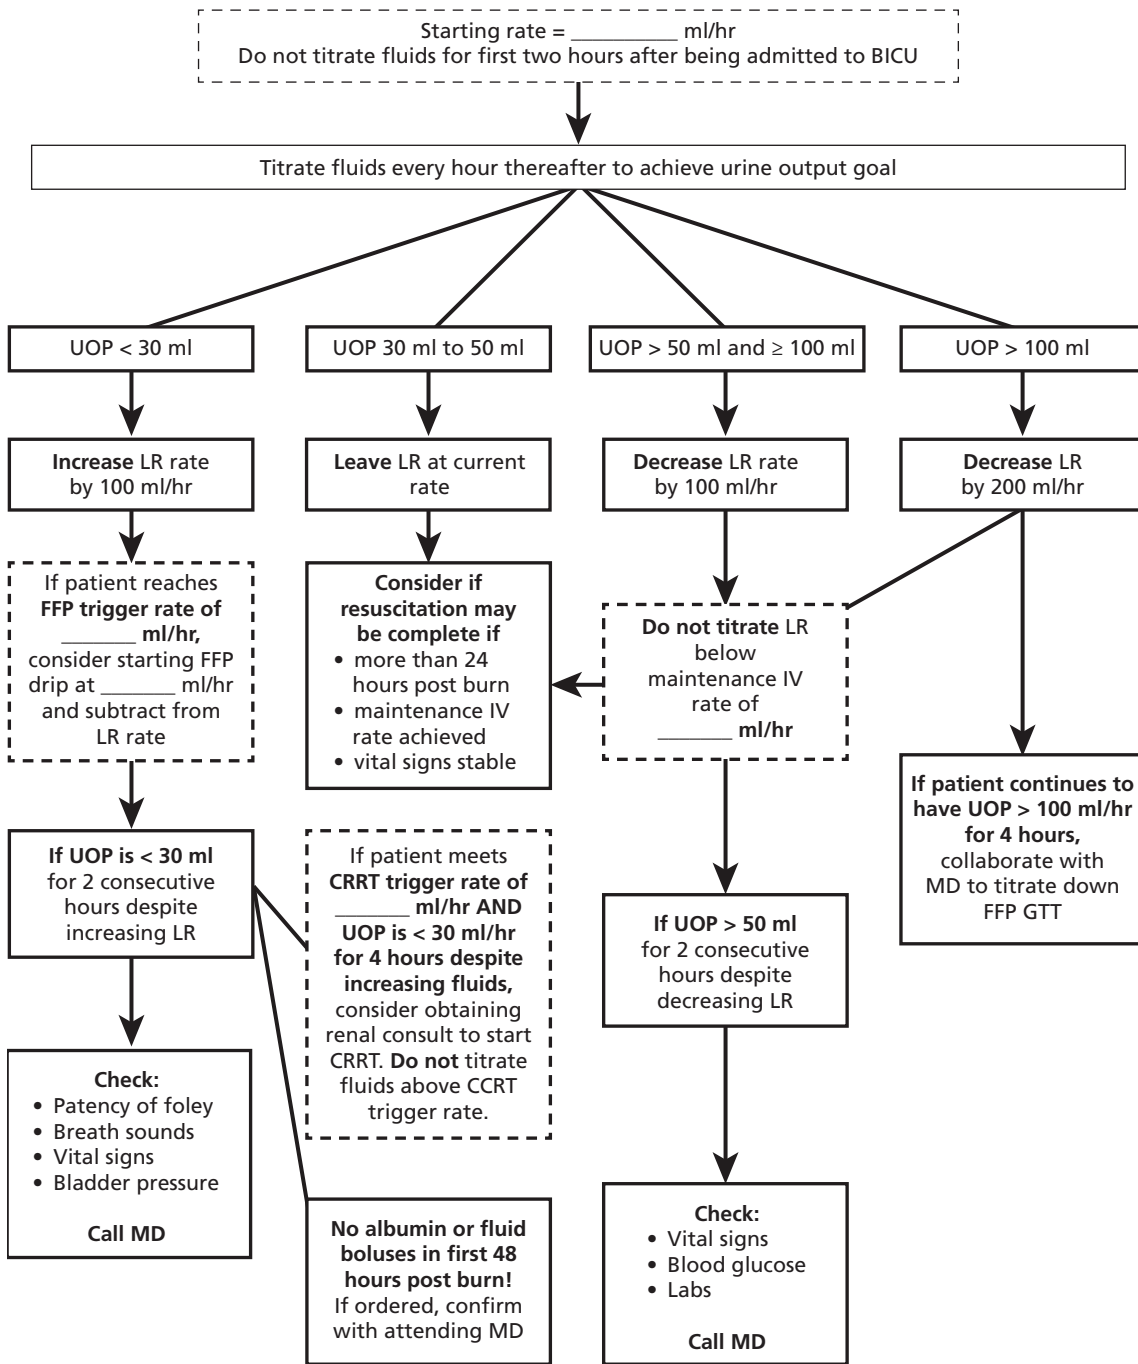 Starting rate = __________ ml/hr
Do not titrate fluids for first two hours after being admitted to BICU
Titrate fluids every hour thereafter to achieve urine output goal
UOP < 30 ml
UOP 30 ml to 50 ml
UOP > 50 ml and ≥ 100 ml
UOP > 100 ml
Increase LR rate
by 100 ml/hr
Leave LR at current
rate
Decrease LR rate
by 100 ml/hr
Decrease LR
by 200 ml/hr
If patient reaches
FFP trigger rate of
_______ ml/hr,
consider starting FFP
drip at _______ ml/hr
and subtract from
LR rate
Consider if
resuscitation may
be complete if
• more than 24
hours post burn
• maintenance IV
rate achieved
• vital signs stable
Do not titrate LR
below
maintenance IV
rate of
_______ ml/hr
If patient continues to
have UOP > 100 ml/hr
for 4 hours,
collaborate with
MD to titrate down
FFP GTT
If UOP is < 30 ml
for 2 consecutive
hours despite
increasing LR
If patient meets
CRRT trigger rate of
_______ ml/hr AND
UOP is < 30 ml/hr
for 4 hours despite
increasing fluids,
consider obtaining
renal consult to start
CRRT. Do not titrate
fluids above CCRT
trigger rate.
If UOP > 50 ml
for 2 consecutive
hours despite
decreasing LR
Check:
• Patency of foley
• Breath sounds
• Vital signs
• Bladder pressure
Call MD
No albumin or fluid
boluses in first 48
hours post burn!
If ordered, confirm
with attending MD
Check:
• Vital signs
• Blood glucose
• Labs
Call MD